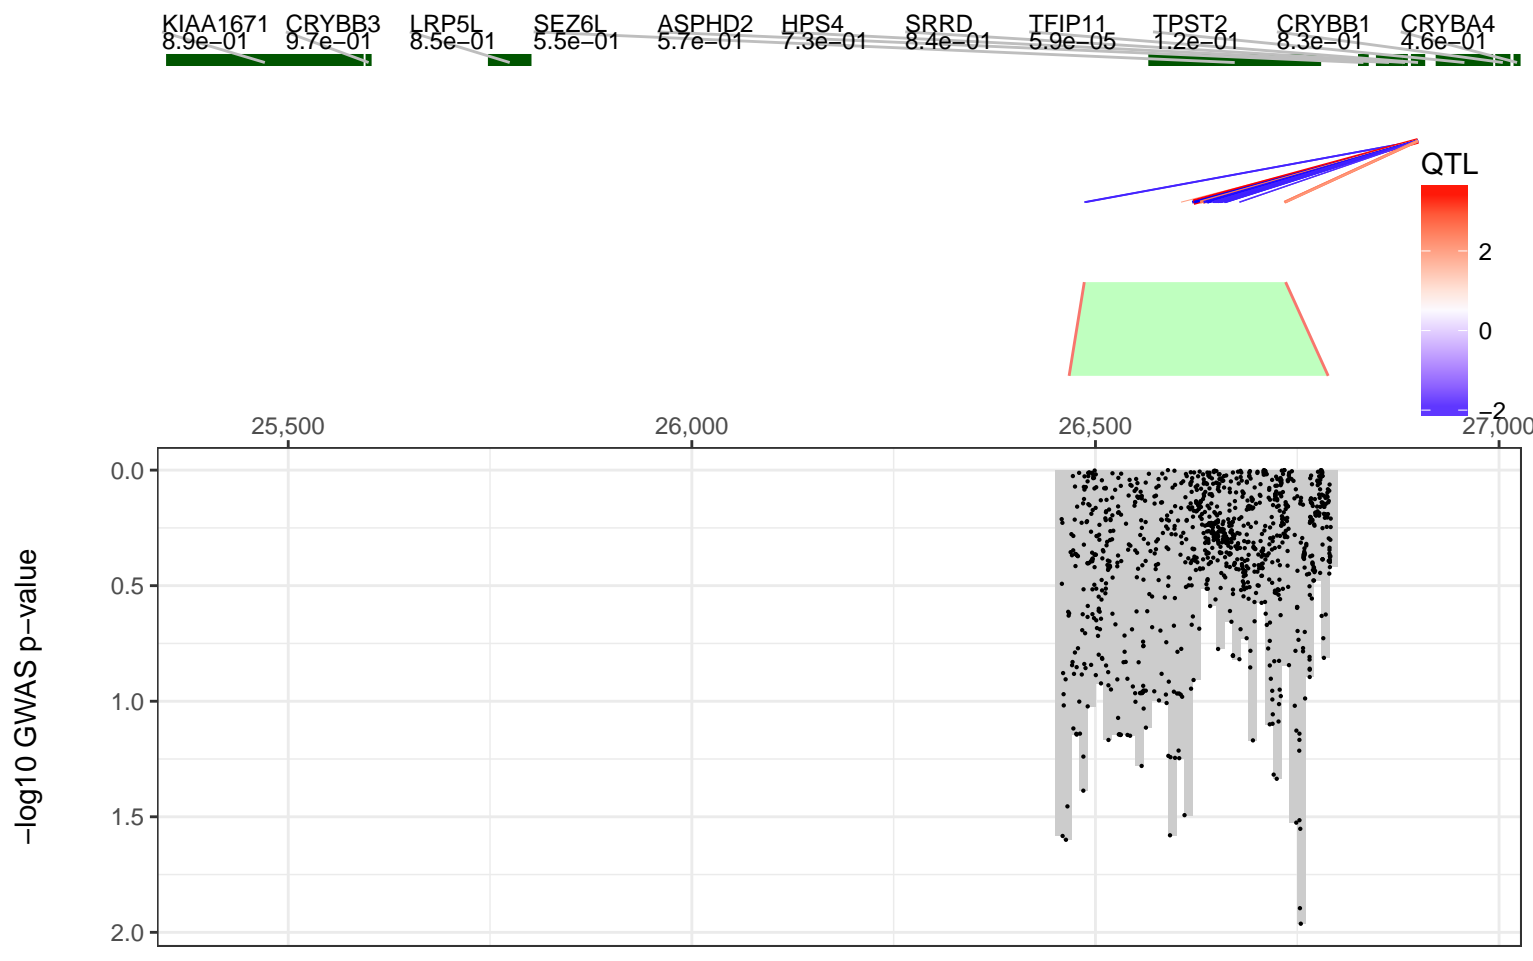 KIAA1671 CRYBB3 LRP5L SEZ6L ASPHD2 HPS4 SRRD TFIP11 TPST2 CRYBB1 CRYBA4
8.9e−01 9.7e−01 8.5e−01 5.5e−01 5.7e−01 7.3e−01 8.4e−01 5.9e−05 1.2e−01 8.3e−01 4.6e−01
QTL
2
0
−2
25,500 26,000 26,500 27,000
0.0
0.5
1.0
1.5
2.0
−log10 GWAS p−value